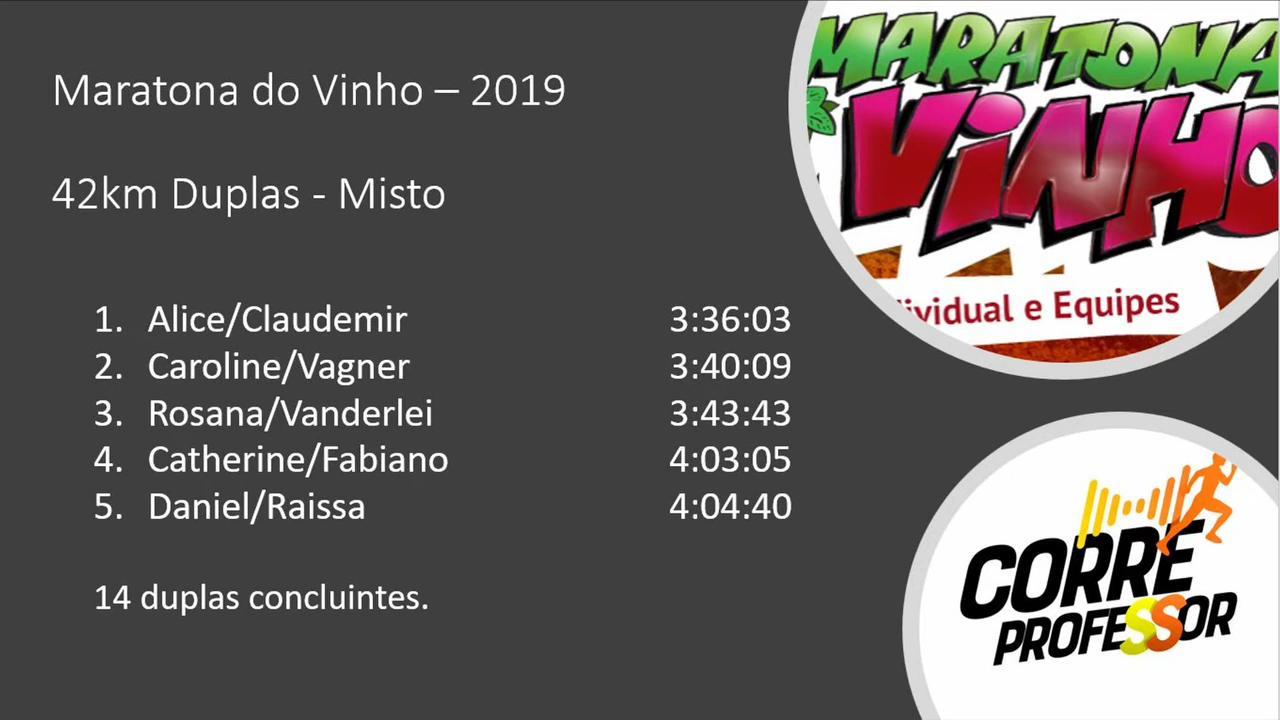 Maratona do Vinho – 2019
42km Duplas - Misto
1. Alice/Claudemir 3:36:03
2. Caroline/Vagner 3:40:09
3. Rosana/Vanderlei 3:43:43
4. Catherine/Fabiano 4:03:05
5. Daniel/Raissa 4:04:40
14 duplas concluintes.
MARATONA
VINHO
dividual e Equipes
CORRE
PROFESSOR